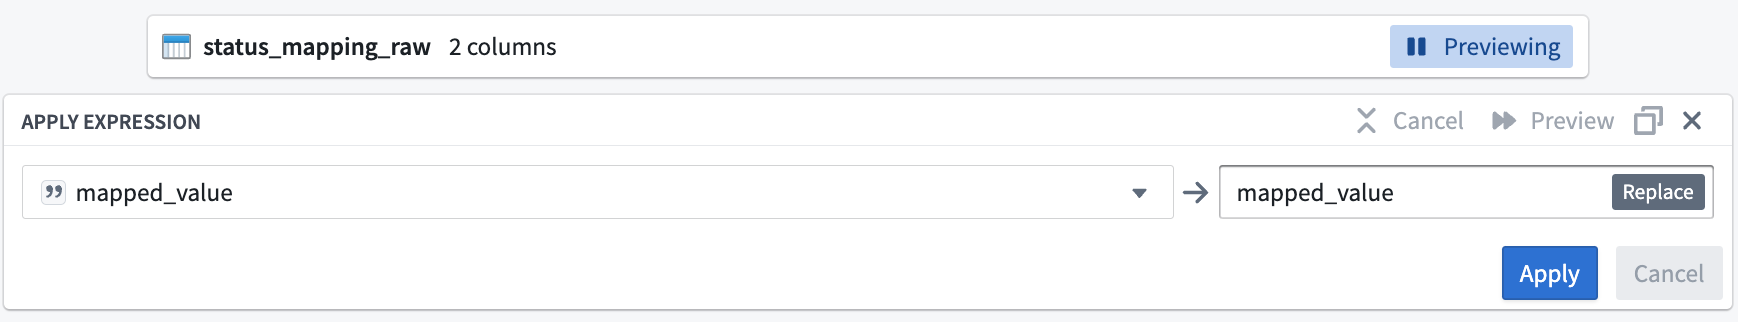 status_mapping_raw 2 columns Previewing
APPLY EXPRESSION Cancel Preview
mapped_value mapped_value Replace
Apply Cancel